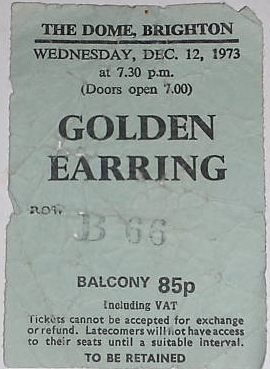 THE DOME, BRIGHTON
WEDNESDAY, DEC. 12, 1973
at 7.30 p.m.
(Doors open 7.00)
GOLDEN
EARRING
ROW
B 66
BALCONY 85p
Including VAT
Tickets cannot be accepted for exchange
or refund. Latecomers will not have access
to their seats until a suitable interval.
TO BE RETAINED